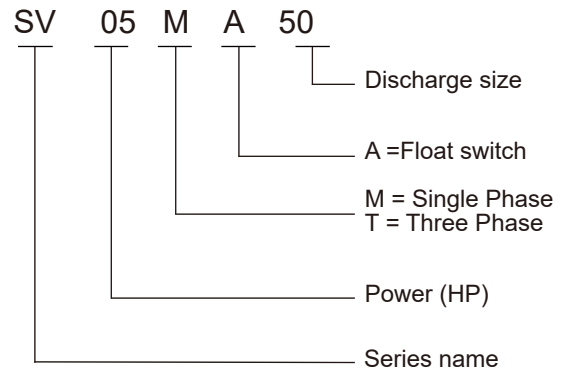 SV 05 M A 50
Discharge size
A =Float switch
M = Single Phase
T = Three Phase
Power (HP)
Series name